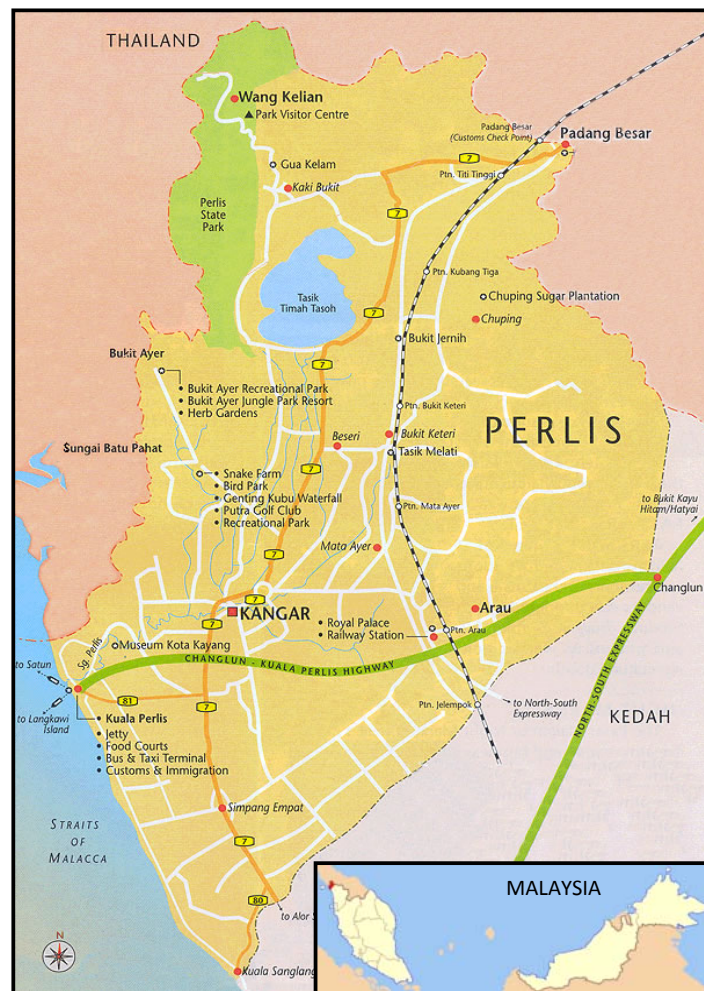 THAILAND
Wang Kelian
Park Visitor Centre
Padang Besar
(Customs Check Point)
Padang Besar
7
Ptn. Titi Tinggi
Gua Kelam
Kaki Bukit
Perlis
State
Park
7
Ptn. Kubang Tiga
Tasik
Timah Tasoh
Chuping Sugar Plantation
7
Chuping
Bukit Jernih
Bukit Ayer
7
Bukit Ayer Recreational Park
Bukit Ayer Jungle Park Resort
Herb Gardens
Ptn. Bukit Keteri
PERLIS
Beseri
Bukit Keteri
Sungai Batu Pahat
Tasik Melati
7
Snake Farm
Bird Park
Genting Kubu Waterfall
Putra Golf Club
Recreational Park
Ptn. Mata Ayer
to Bukit Kayu
Hitam/Hatyai
Mata Ayer
Changlun
7
KANGAR
Arau
7
Royal Palace
Railway Station
Ptn. Arau
Sg. Perlis
Museum Kota Kayang
CHANGLUN - KUALA PERLIS HIGHWAY
NORTH-SOUTH EXPRESSWAY
to Satun
to Langkawi
Island
81
7
Ptn. Jelempok
to North-South
Expressway
KEDAH
Kuala Perlis
Jetty
Food Courts
Bus & Taxi Terminal
Customs & Immigration
Simpang Empat
STRAITS
OF
MALACCA
7
MALAYSIA
80
to Alor S
N
Kuala Sanglang